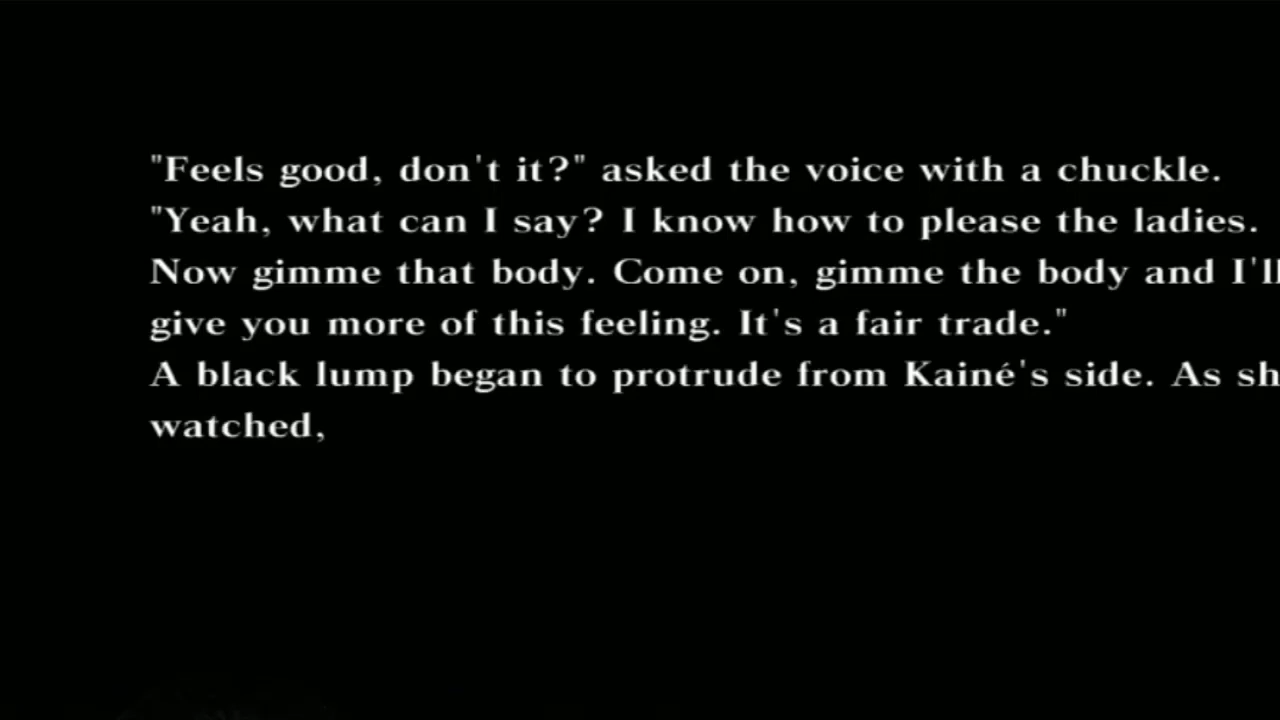 "Feels good, don't it?" asked the voice with a chuckle.
"Yeah, what can I say? I know how to please the ladies.
Now gimme that body. Come on, gimme the body and I'll
give you more of this feeling. It's a fair trade."
A black lump began to protrude from Kainé's side. As sh
watched,